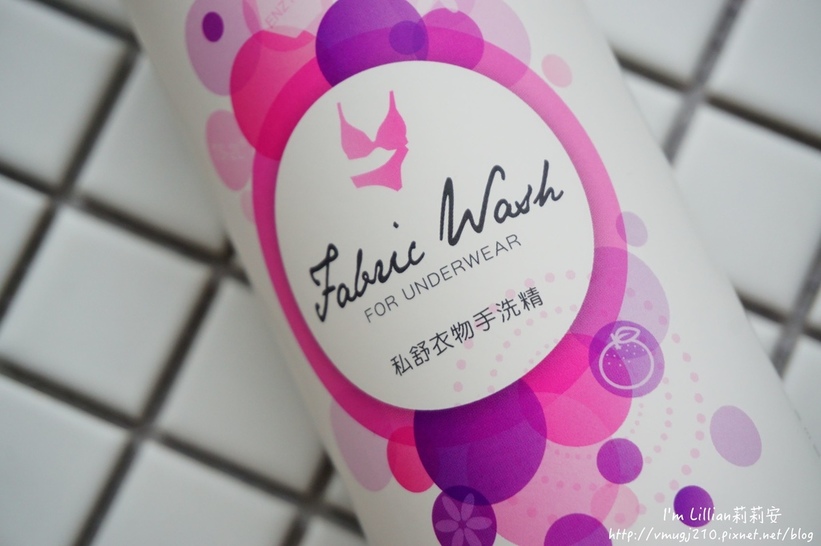 Fabric Wash
FOR UNDERWEAR
私舒衣物手洗精
I'm Lillian莉莉安
http://vmugj210.pixnet.net/blog